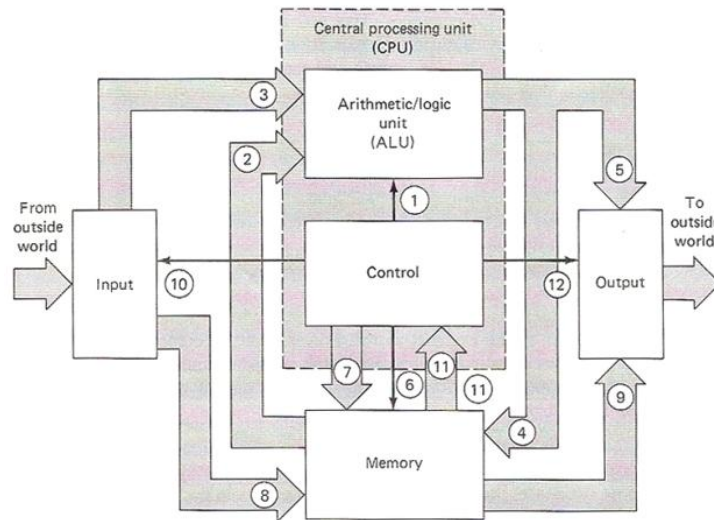 Central processing unit
(CPU)
3
Arithmetic/logic
unit
(ALU)
2
5
From
outside
world
1
To
outside
world
Input
10
Control
12
Output
7
6
11
11
9
4
Memory
8